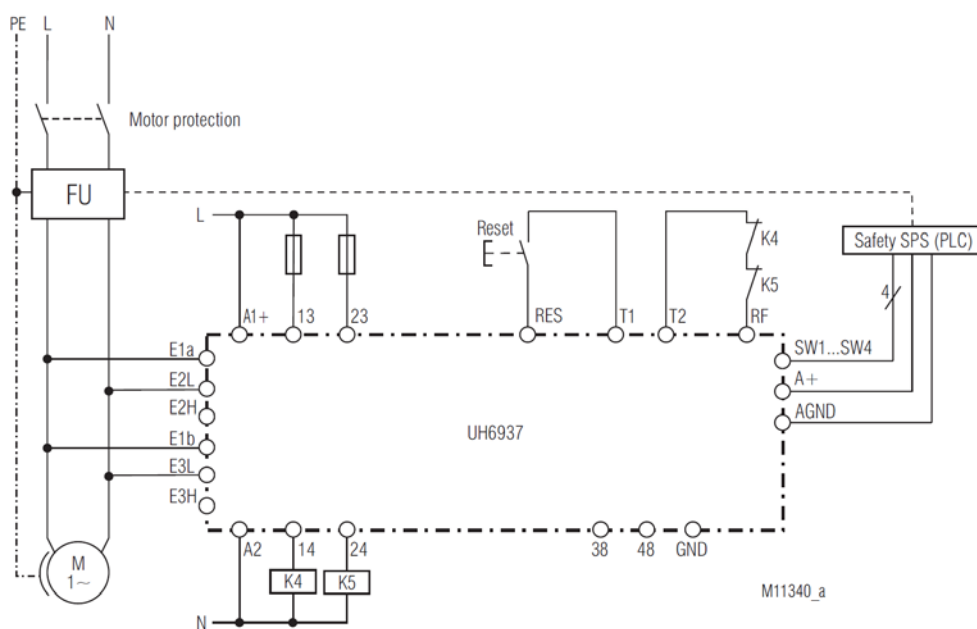 PE L N
Motor protection
FU
L
Reset
K4
K5
Safety SPS (PLC)
4
A1+ 13 23 RES T1 T2 RF
E1a
E2L
E2H
E1b
E3L
E3H
SW1...SW4
A+
AGND
UH6937
A2 14 24 38 48 GND
M
1~
K4 K5
N
M11340_a